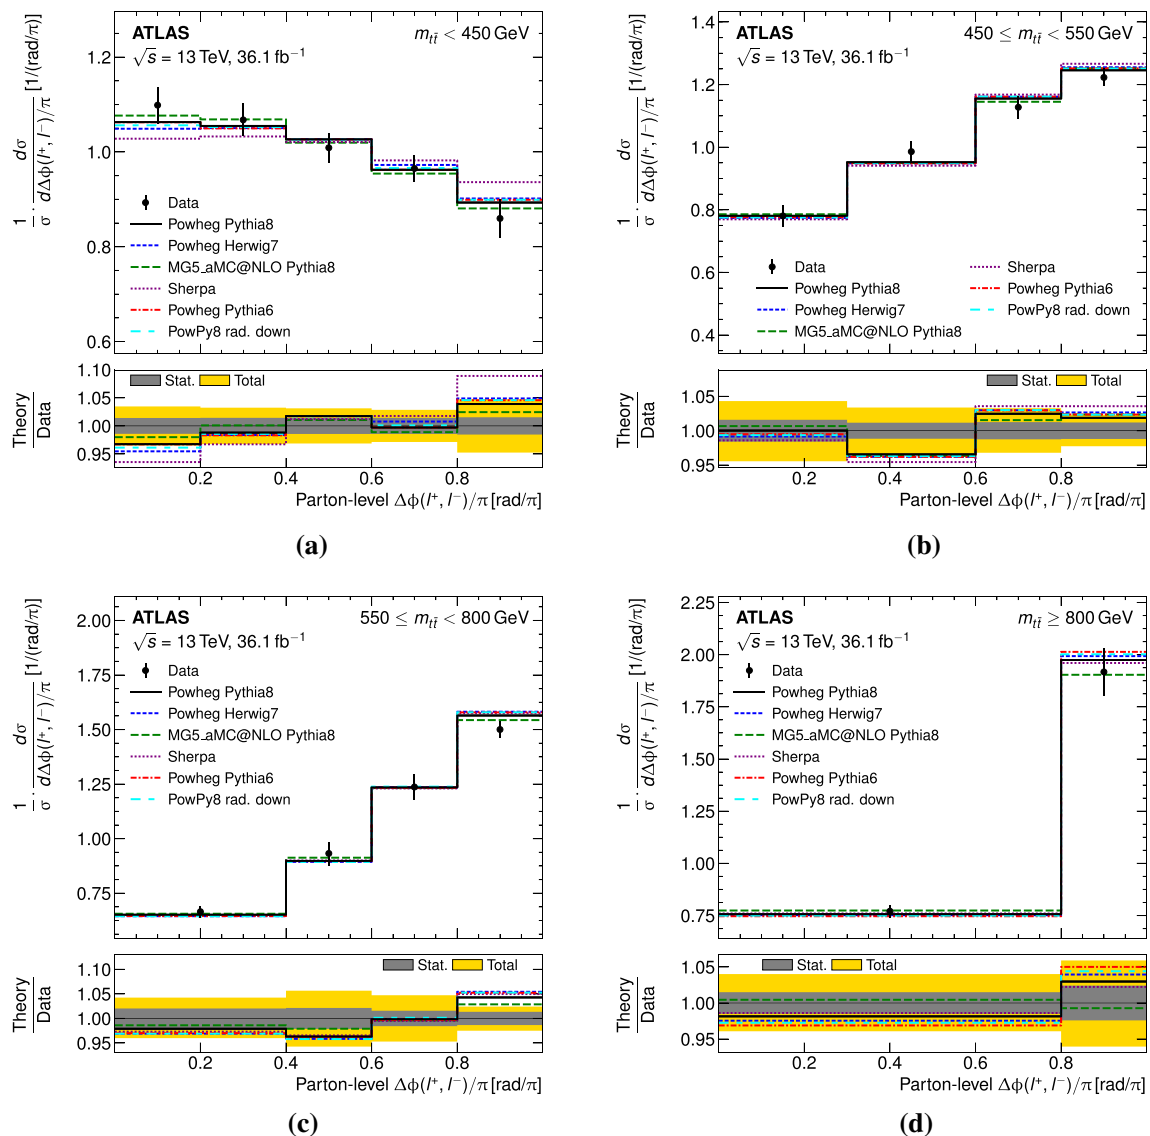 ATLAS
m_{tt̄} < 450 GeV
√s = 13 TeV, 36.1 fb⁻¹
1/σ · dσ/dΔϕ(l⁺, l⁻)/π [1/(rad/π)]
1.2
1.0
0.8
0.6
Data
Powheg Pythia8
Powheg Herwig7
MG5_aMC@NLO Pythia8
Sherpa
Powheg Pythia6
PowPy8 rad. down
Theory
Data
1.10
1.05
1.00
0.95
Stat. Total
0.2 0.4 0.6 0.8
Parton-level Δϕ(l⁺, l⁻)/π [rad/π]
(a)
ATLAS
450 ≤ m_{tt̄} < 550 GeV
√s = 13 TeV, 36.1 fb⁻¹
1/σ · dσ/dΔϕ(l⁺, l⁻)/π [1/(rad/π)]
1.4
1.2
1.0
0.8
0.6
0.4
Data
Powheg Pythia8
Powheg Herwig7
MG5_aMC@NLO Pythia8
Sherpa
Powheg Pythia6
PowPy8 rad. down
Theory
Data
1.05
1.00
0.95
Stat. Total
0.2 0.4 0.6 0.8
Parton-level Δϕ(l⁺, l⁻)/π [rad/π]
(b)
ATLAS
550 ≤ m_{tt̄} < 800 GeV
√s = 13 TeV, 36.1 fb⁻¹
1/σ · dσ/dΔϕ(l⁺, l⁻)/π [1/(rad/π)]
2.00
1.75
1.50
1.25
1.00
0.75
Data
Powheg Pythia8
Powheg Herwig7
MG5_aMC@NLO Pythia8
Sherpa
Powheg Pythia6
PowPy8 rad. down
Theory
Data
1.10
1.05
1.00
0.95
Stat. Total
0.2 0.4 0.6 0.8
Parton-level Δϕ(l⁺, l⁻)/π [rad/π]
(c)
ATLAS
m_{tt̄} ≥ 800 GeV
√s = 13 TeV, 36.1 fb⁻¹
1/σ · dσ/dΔϕ(l⁺, l⁻)/π [1/(rad/π)]
2.25
2.00
1.75
1.50
1.25
1.00
0.75
Data
Powheg Pythia8
Powheg Herwig7
MG5_aMC@NLO Pythia8
Sherpa
Powheg Pythia6
PowPy8 rad. down
Theory
Data
1.05
1.00
0.95
Stat. Total
0.2 0.4 0.6 0.8
Parton-level Δϕ(l⁺, l⁻)/π [rad/π]
(d)